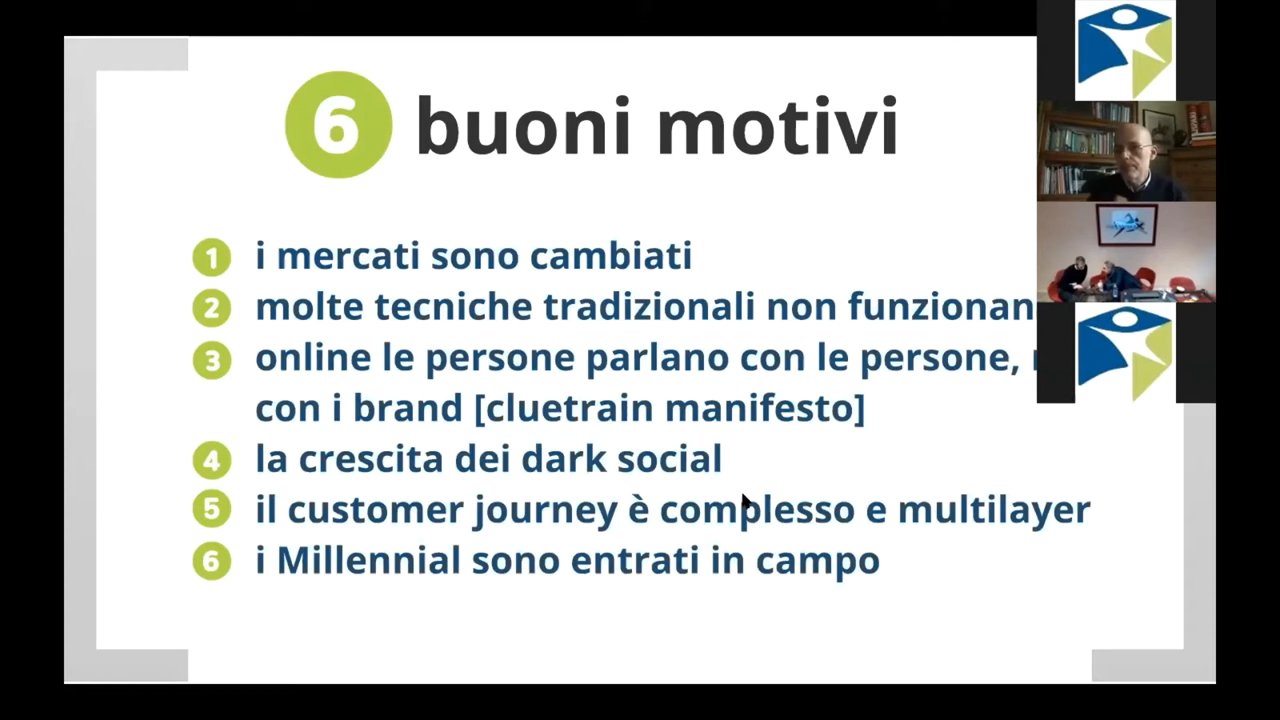 6 buoni motivi
1 i mercati sono cambiati
2 molte tecniche tradizionali non funzionan
3 online le persone parlano con le persone,
con i brand [cluetrain manifesto]
4 la crescita dei dark social
5 il customer journey è complesso e multilayer
6 i Millennial sono entrati in campo